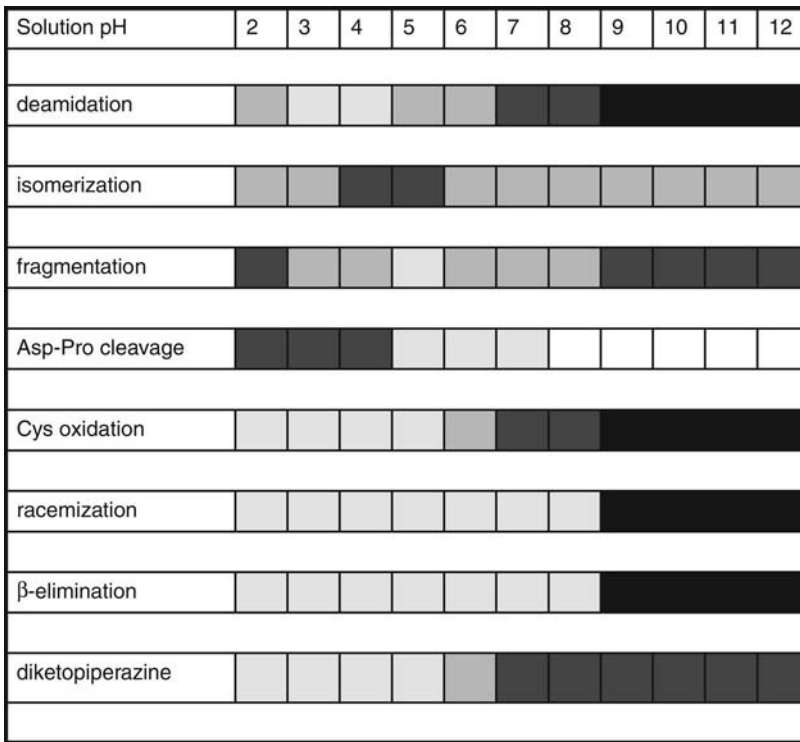 Solution pH 2 3 4 5 6 7 8 9 10 11 12
deamidation
isomerization
fragmentation
Asp-Pro cleavage
Cys oxidation
racemization
β-elimination
diketopiperazine